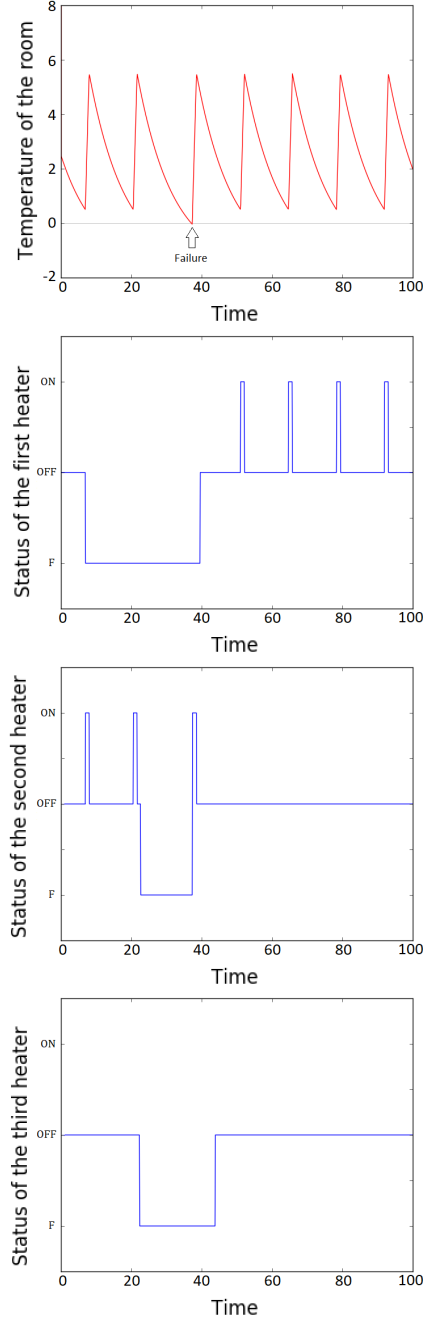 Temperature of the room
8
6
4
2
0
-2
Failure
0 20 40 60 80 100
Time
Status of the first heater
ON
OFF
F
0 20 40 60 80 100
Time
Status of the second heater
ON
OFF
F
0 20 40 60 80 100
Time
Status of the third heater
ON
OFF
F
0 20 40 60 80 100
Time